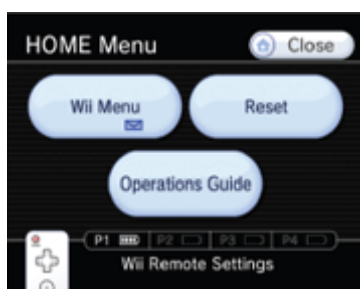 HOME Menu
Close
Wii Menu
Reset
Operations Guide
P1 P2 P3 P4
Wii Remote Settings